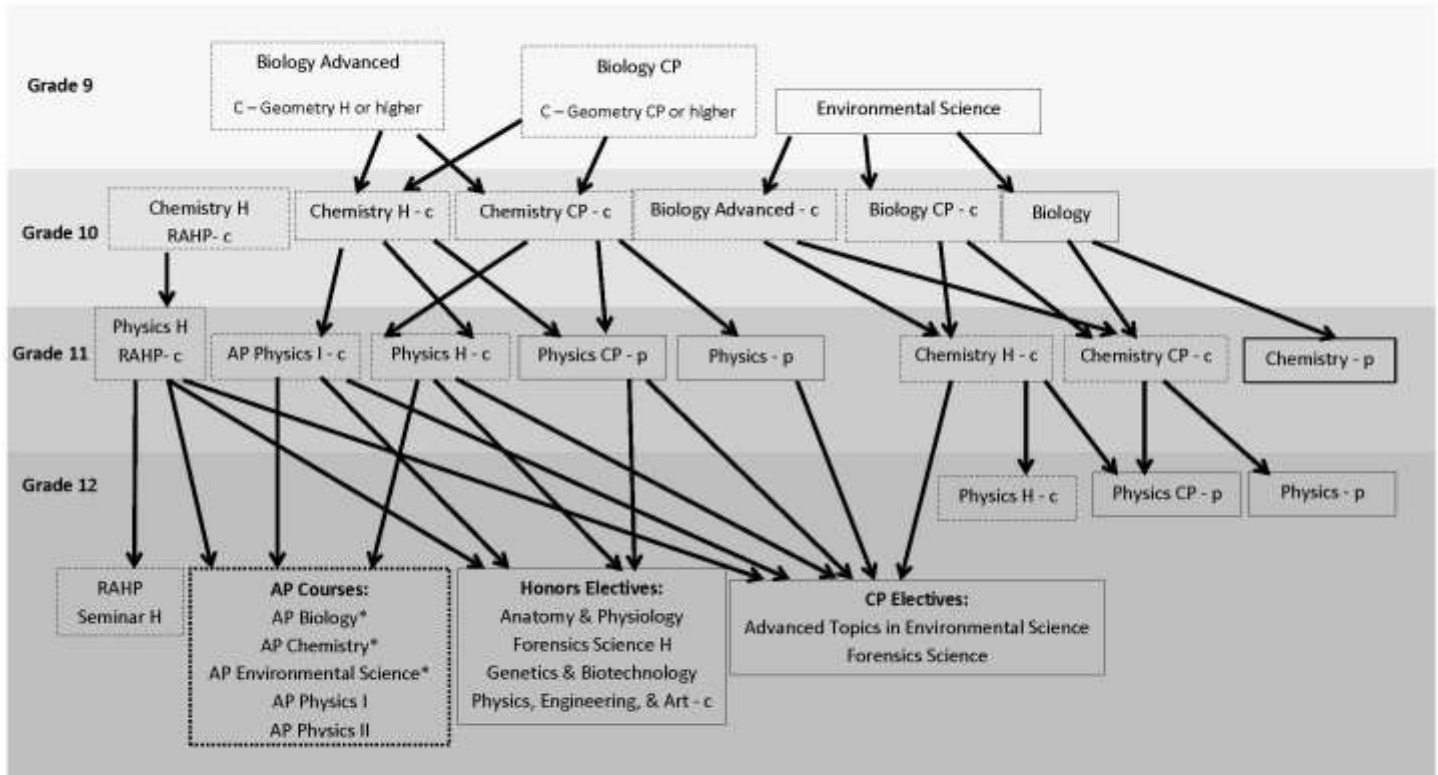 Grade 9
Biology Advanced
C – Geometry H or higher
Biology CP
C – Geometry CP or higher
Environmental Science
Grade 10
Chemistry H
RAHP- c
Chemistry H - c
Chemistry CP - c
Biology Advanced - c
Biology CP - c
Biology
Grade 11
Physics H
RAHP- c
AP Physics I - c
Physics H - c
Physics CP - p
Physics - p
Chemistry H - c
Chemistry CP - c
Chemistry - p
Grade 12
Physics H - c
Physics CP - p
Physics - p
RAHP
Seminar H
AP Courses:
AP Biology*
AP Chemistry*
AP Environmental Science*
AP Physics I
AP Physics II
Honors Electives:
Anatomy & Physiology
Forensics Science H
Genetics & Biotechnology
Physics, Engineering, & Art - c
CP Electives:
Advanced Topics in Environmental Science
Forensics Science